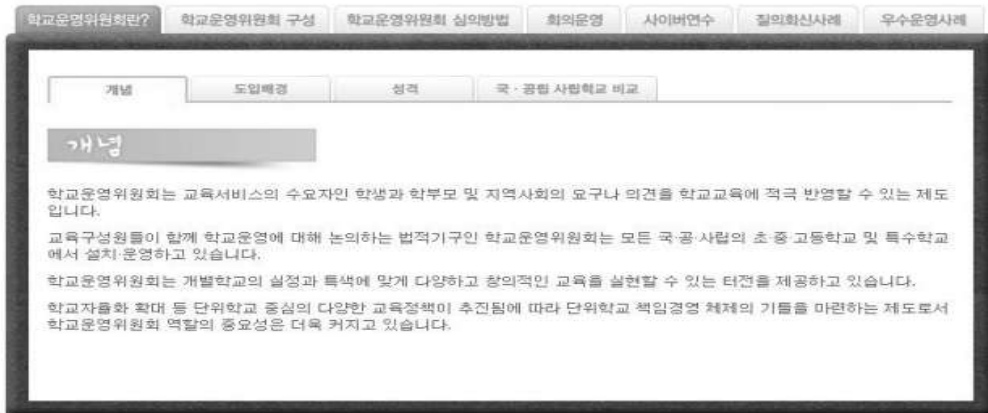 학교운영위원회란? 학교운영위원회 구성 학교운영위원회 심의방법 회의운영 사이버연수 질의회신사례 우수운영사례
개념 도입배경 성격 국·공립 사립학교 비교
개념
학교운영위원회는 교육서비스의 수요자인 학생과 학부모 및 지역사회의 요구나 의견을 학교교육에 적극 반영할 수 있는 제도
입니다.
교육구성원들이 함께 학교운영에 대해 논의하는 법적기구인 학교운영위원회는 모든 국·공·사립의 초·중·고등학교 및 특수학교
에서 설치·운영하고 있습니다.
학교운영위원회는 개별학교의 실정과 특색에 맞게 다양하고 창의적인 교육을 실현할 수 있는 터전을 제공하고 있습니다.
학교자율화 확대 등 단위학교 중심의 다양한 교육정책이 추진됨에 따라 단위학교 책임경영 체제의 기틀을 마련하는 제도로서
학교운영위원회 역할의 중요성은 더욱 커지고 있습니다.